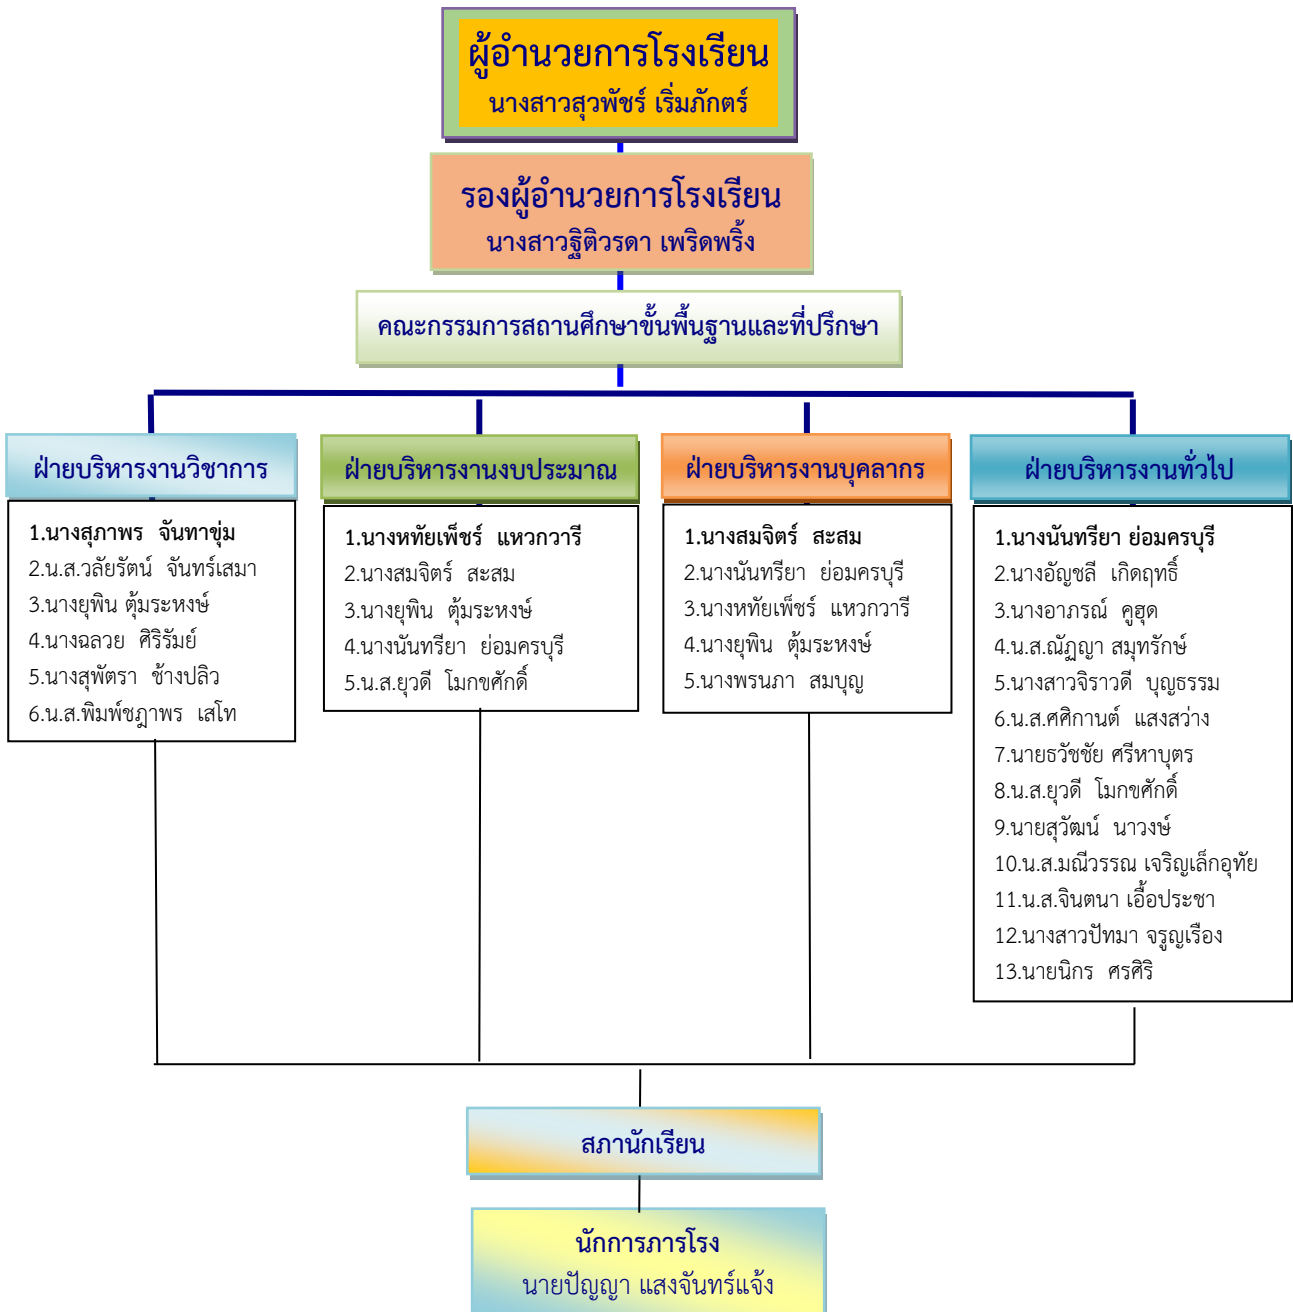 ผู้อำนวยการโรงเรียน
นางสาวสุวพัชร์ เริ่มภักตร์
รองผู้อำนวยการโรงเรียน
นางสาวฐิติวรดา เพริดพริ้ง
คณะกรรมการสถานศึกษาขั้นพื้นฐานและที่ปรึกษา
ฝ่ายบริหารงานวิชาการ
1.นางสุภาพร จันทาขุ่ม
2.น.ส.วลัยรัตน์ จันทร์เสมา
3.นางยุพิน ตุ้มระหงษ์
4.นางฉลวย ศิริรัมย์
5.นางสุพัตรา ช้างปลิว
6.น.ส.พิมพ์ชฎาพร เสโท
ฝ่ายบริหารงานงบประมาณ
1.นางหทัยเพ็ชร์ แหวกวารี
2.นางสมจิตร์ สะสม
3.นางยุพิน ตุ้มระหงษ์
4.นางนันทรียา ย่อมครบุรี
5.น.ส.ยุวดี โมกขศักดิ์
ฝ่ายบริหารงานบุคลากร
1.นางสมจิตร์ สะสม
2.นางนันทรียา ย่อมครบุรี
3.นางหทัยเพ็ชร์ แหวกวารี
4.นางยุพิน ตุ้มระหงษ์
5.นางพรนภา สมบุญ
ฝ่ายบริหารงานทั่วไป
1.นางนันทรียา ย่อมครบุรี
2.นางอัญชลี เกิดฤทธิ์
3.นางอาภรณ์ คูฮุด
4.น.ส.ณัฏญา สมุทรักษ์
5.นางสาวจิราวดี บุญธรรม
6.น.ส.ศศิกานต์ แสงสว่าง
7.นายธวัชชัย ศรีหาบุตร
8.น.ส.ยุวดี โมกขศักดิ์
9.นายสุวัฒน์ นาวงษ์
10.น.ส.มณีวรรณ เจริญเล็กอุทัย
11.น.ส.จินตนา เอื้อประชา
12.นางสาวปัทมา จรูญเรือง
13.นายนิกร ศรศิริ
สภานักเรียน
นักการภารโรง
นายปัญญา แสงจันทร์แจ้ง